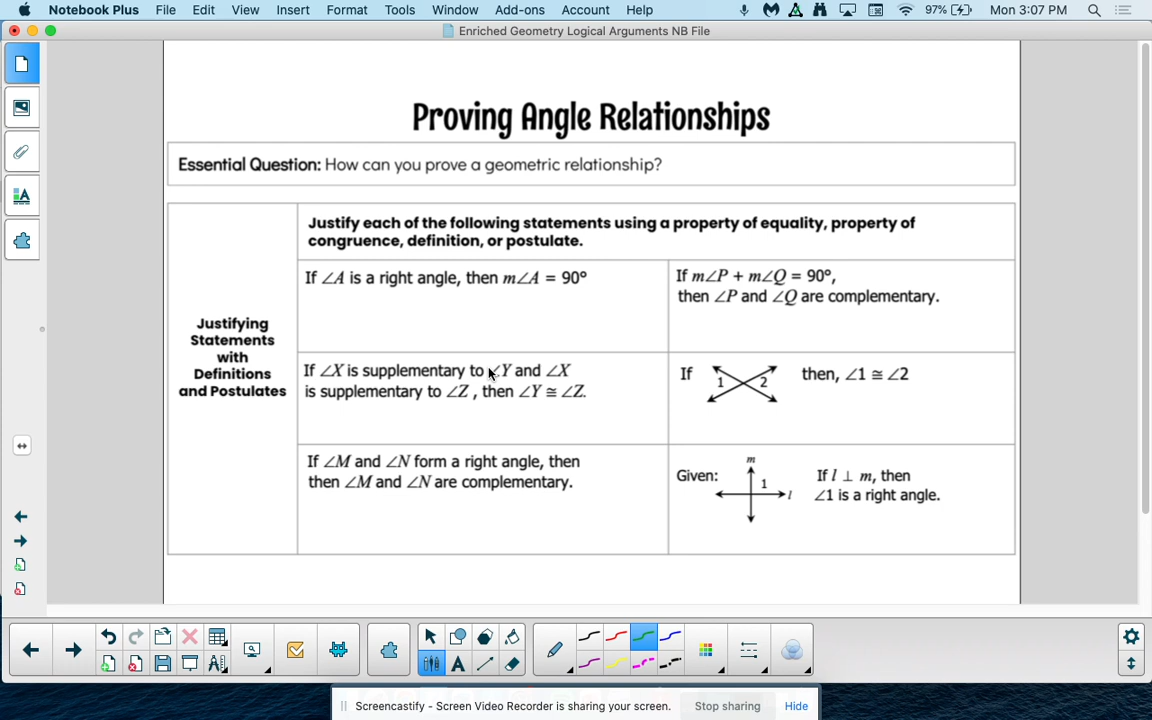 Notebook Plus File Edit View Insert Format Tools Window Add-ons Account Help 97% Mon 3:07 PM
Enriched Geometry Logical Arguments NB File
Proving Angle Relationships
Essential Question: How can you prove a geometric relationship?
Justify each of the following statements using a property of equality, property of
congruence, definition, or postulate.
Justifying
Statements
with
Definitions
and Postulates
If ∠A is a right angle, then m∠A = 90°
If m∠P + m∠Q = 90°,
then ∠P and ∠Q are complementary.
If ∠X is supplementary to ∠Y and ∠X
is supplementary to ∠Z , then ∠Y ≅ ∠Z.
If 1 2 then, ∠1 ≅ ∠2
If ∠M and ∠N form a right angle, then
then ∠M and ∠N are complementary.
Given: m 1 l
If l ⊥ m, then
∠1 is a right angle.
Screencastify - Screen Video Recorder is sharing your screen. Stop sharing Hide